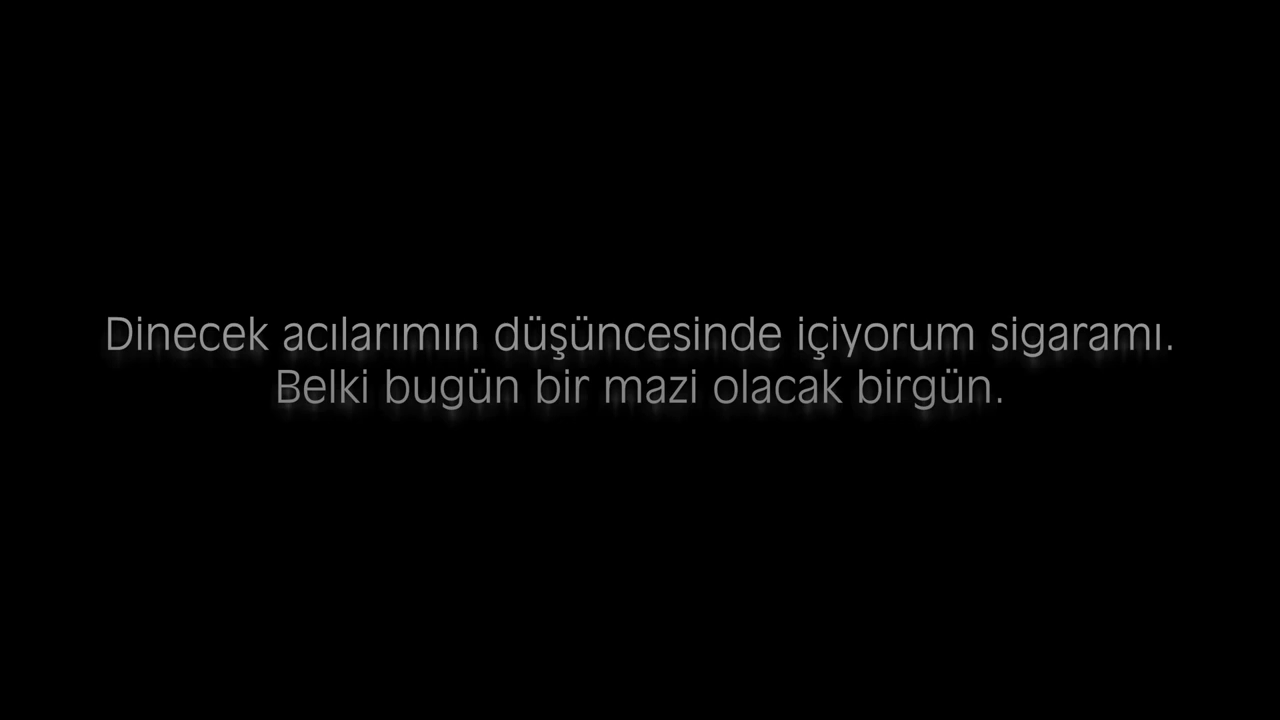 Dinecek acılarımın düşüncesinde içiyorum sigaramı.
Belki bugün bir mazi olacak birgün.